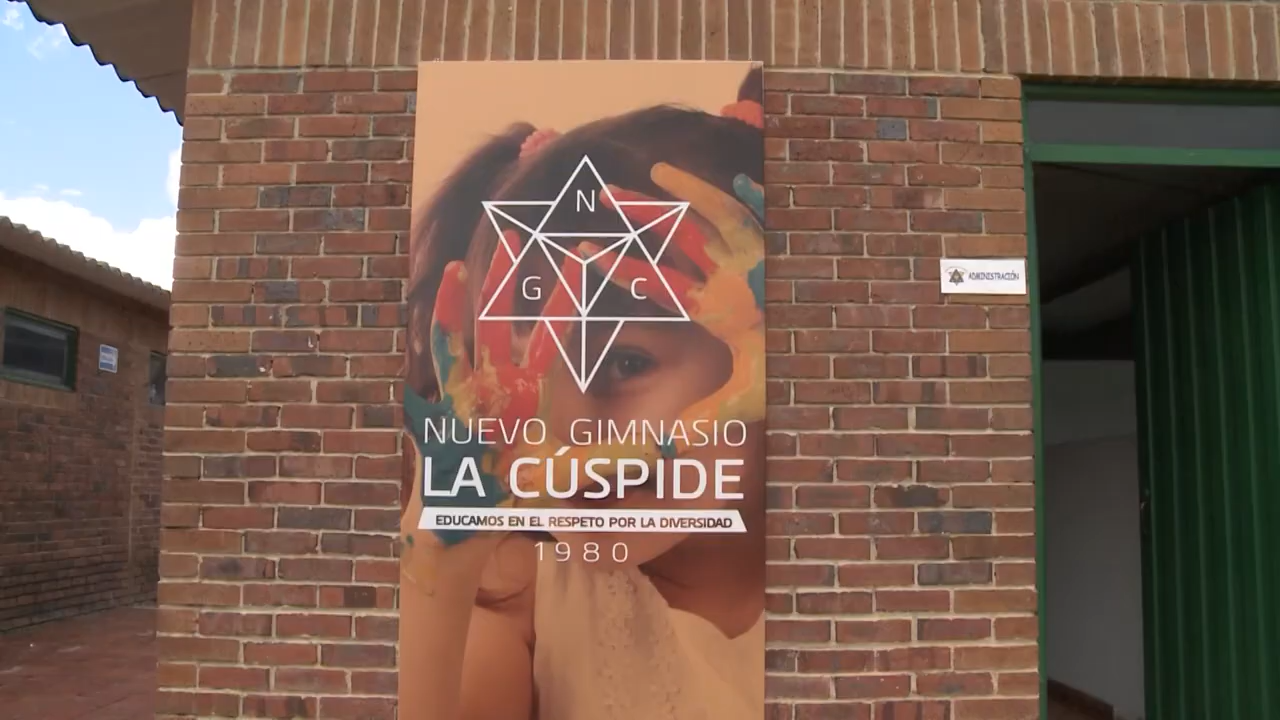 N
G C
NUEVO GIMNASIO
LA CÚSPIDE
EDUCAMOS EN EL RESPETO POR LA DIVERSIDAD
1980
ADMINISTRACIÓN